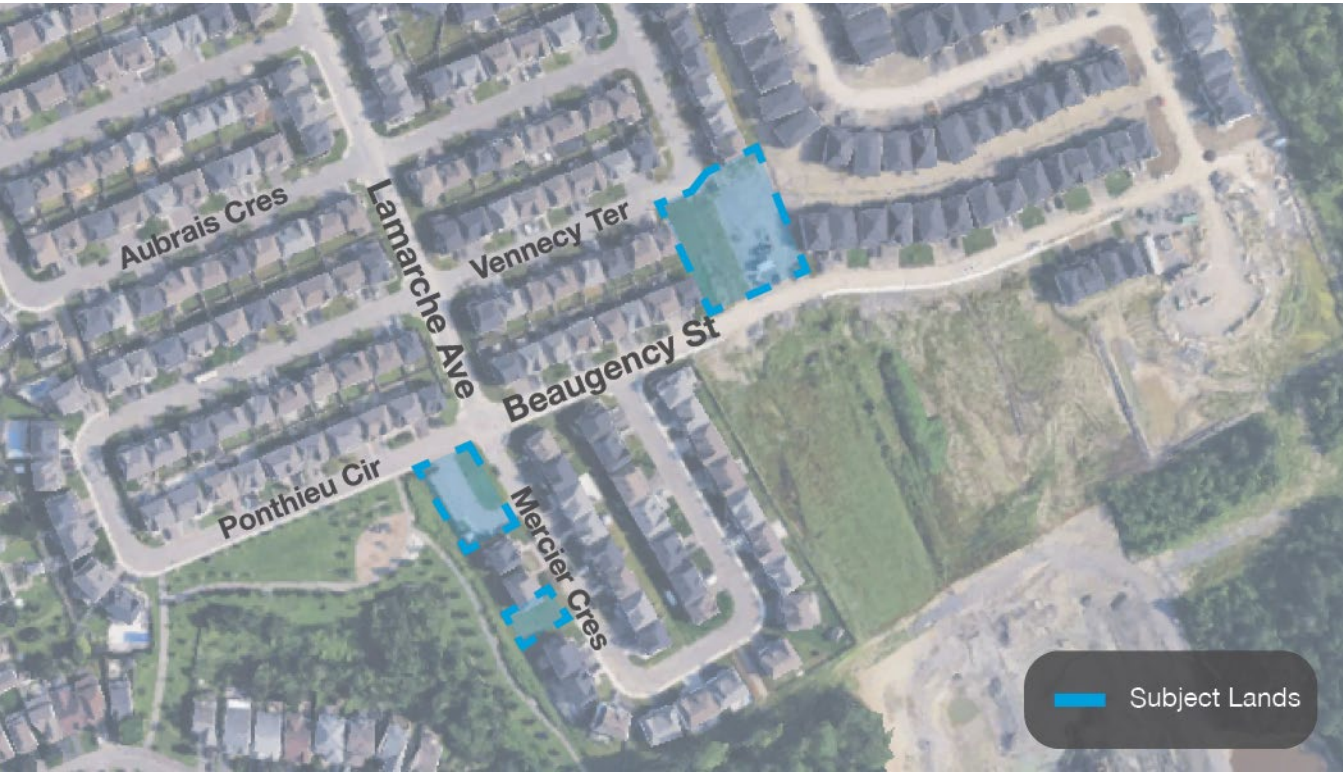 Aubrais Cres
Lamarche Ave
Vennecy Ter
Beaugency St
Ponthieu Cir
Mercier Cres
Subject Lands